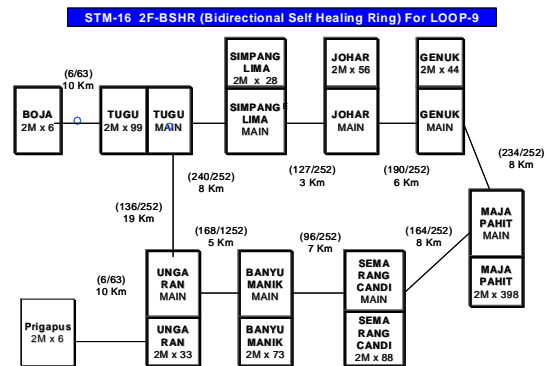 STM-16 2F-BSHR (Bidirectional Self Healing Ring) For LOOP-9
SIMPANG
LIMA
2M x 28
JOHAR
2M x 56
GENUK
2M x 44
(6/63)
10 Km
BOJA
2M x 6
TUGU
2M x 99
TUGU
MAIN
SIMPANG
LIMA
MAIN
JOHAR
MAIN
GENUK
MAIN
(240/252)
8 Km
(127/252)
3 Km
(190/252)
6 Km
(234/252)
8 Km
(136/252)
19 Km
(168/1252)
5 Km
(96/252)
7 Km
(164/252)
8 Km
MAJA
PAHIT
MAIN
MAJA
PAHIT
2M x 398
(6/63)
10 Km
UNGA
RAN
MAIN
BANYU
MANIK
MAIN
SEMA
RANG
CANDI
MAIN
Prigapus
2M x 6
UNGA
RAN
2M x 33
BANYU
MANIK
2M x 73
SEMA
RANG
CANDI
2M x 88